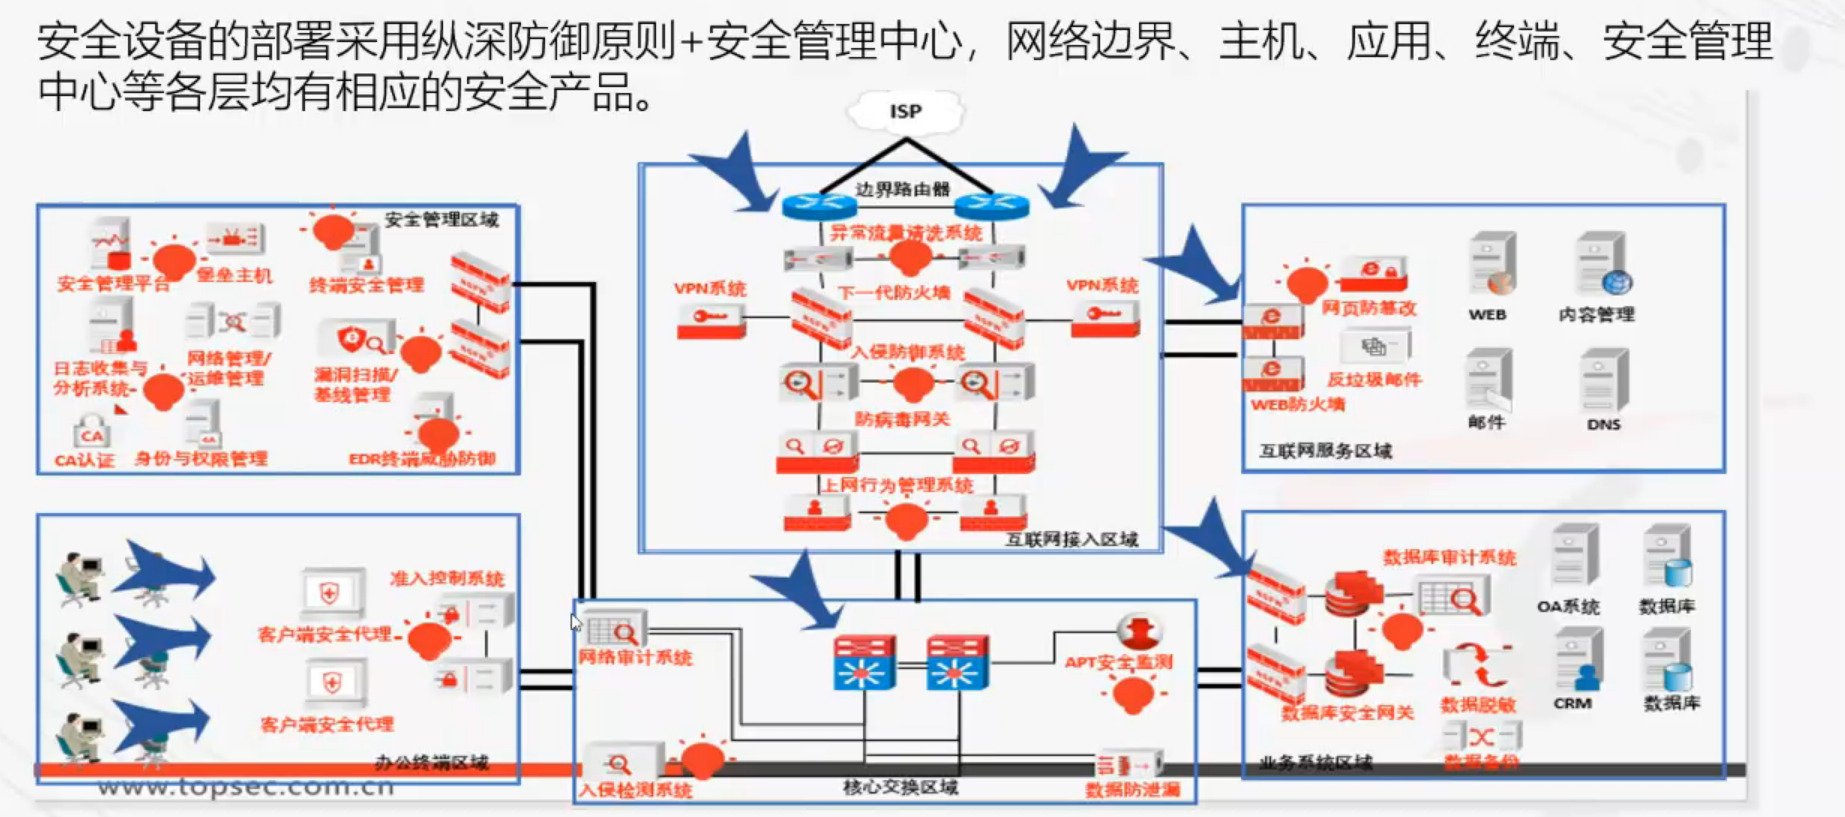 安全设备的部署采用纵深防御原则+安全管理中心，网络边界、主机、应用、终端、安全管理
中心等各层均有相应的安全产品。
ISP
边界路由器
异常流量清洗系统
VPN系统
下一代防火墙
VPN系统
NGFW
NGFW
入侵防御系统
防病毒网关
上网行为管理系统
互联网接入区域
安全管理区域
安全管理平台
堡垒主机
终端安全管理
NGFW
NGFW
日志收集与
分析系统
网络管理/
运维管理
漏洞扫描/
基线管理
CA
4A
CA认证
身份与权限管理
EDR终端威胁防御
网页防篡改
WEB
内容管理
反垃圾邮件
WEB防火墙
邮件
DNS
互联网服务区域
准入控制系统
客户端安全代理
客户端安全代理
办公终端区域
www.topsec.com.cn
网络审计系统
APT安全监测
入侵检测系统
核心交换区域
数据防泄漏
数据库审计系统
NGFW
NGFW
OA系统
数据库
数据库安全网关
数据脱敏
CRM
数据库
数据备份
业务系统区域